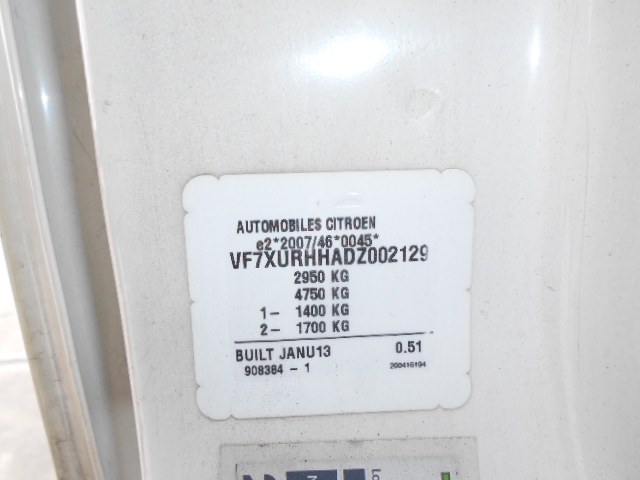 AUTOMOBILES CITROEN
e2*2007/46*0045*
VF7XURHHADZ002129
2950 KG
4750 KG
1- 1400 KG
2- 1700 KG
BUILT JANU13 0.51
908384 - 1 200416194